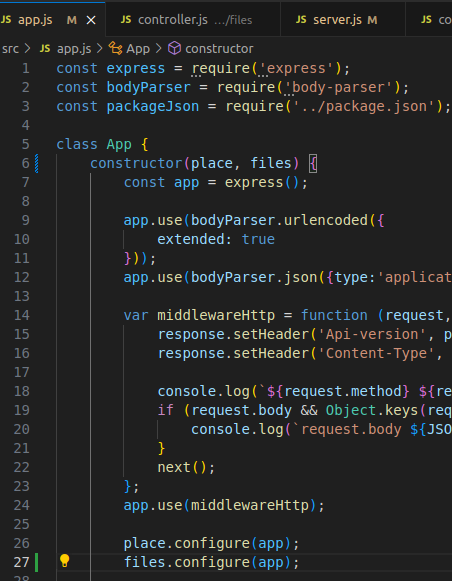 JS app.js M × JS controller.js .../files JS server.js M JS co
src > JS app.js > App > constructor
1 const express = require('express');
2 const bodyParser = require('body-parser');
3 const packageJson = require('../package.json');
4
5 class App {
6 constructor(place, files) {
7 const app = express();
8
9 app.use(bodyParser.urlencoded({
10 extended: true
11 }));
12 app.use(bodyParser.json({type:'applicat
13
14 var middlewareHttp = function (request,
15 response.setHeader('Api-version', p
16 response.setHeader('Content-Type',
17
18 console.log(`${request.method} ${re
19 if (request.body && Object.keys(req
20 console.log(`request.body ${JSO
21 }
22 next();
23 };
24 app.use(middlewareHttp);
25
26 place.configure(app);
27 files.configure(app);
28